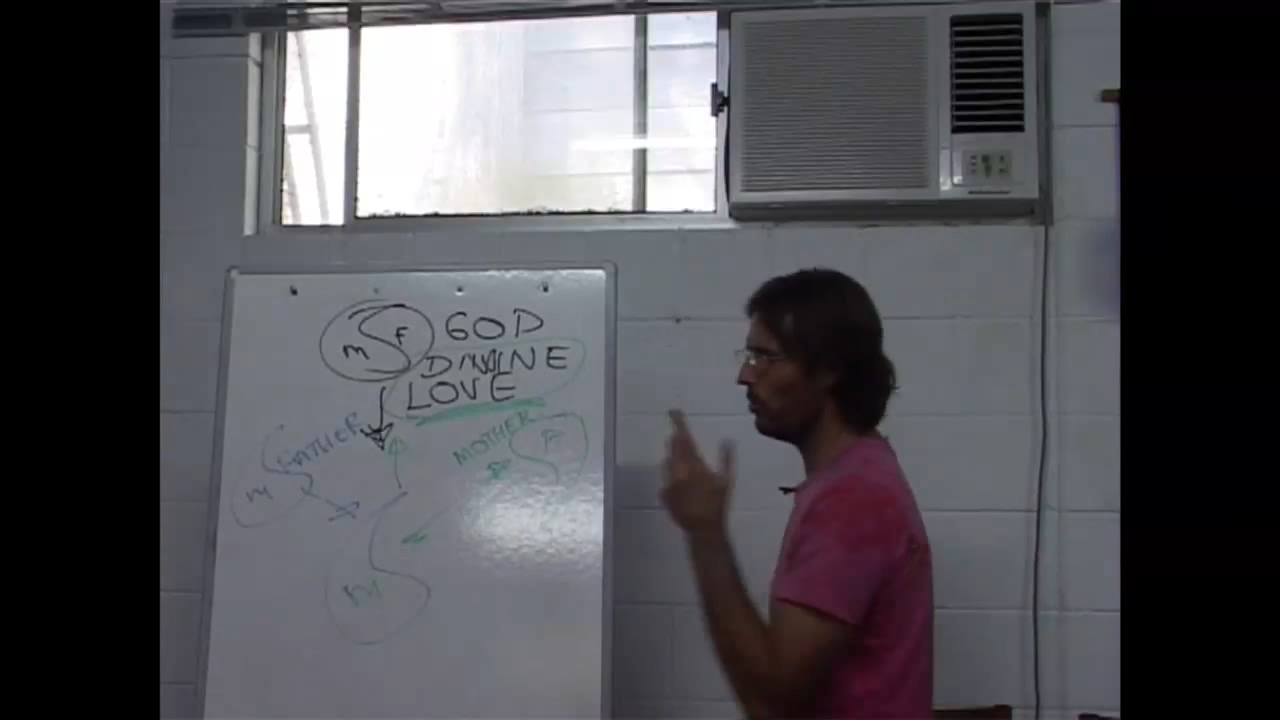 m F GOD
DIVINE
LOVE
FATHER
MOTHER
F
m
M